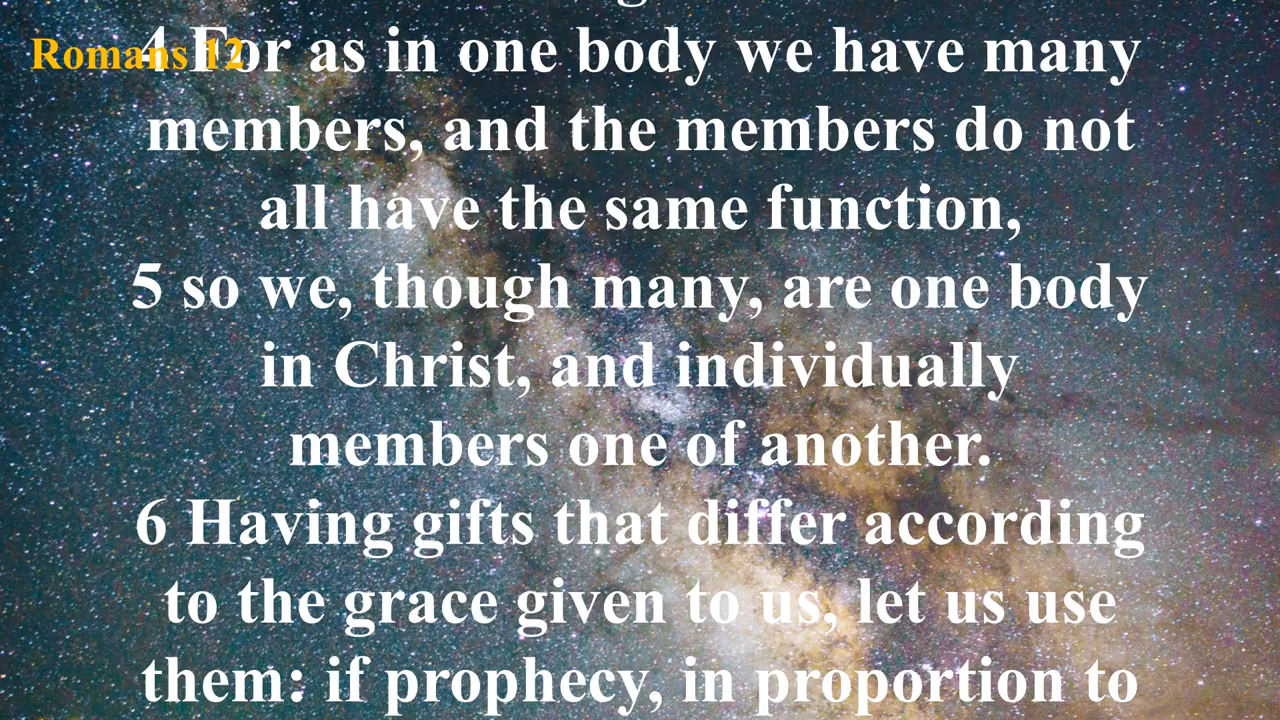 Romans 12
4 For as in one body we have many
members, and the members do not
all have the same function,
5 so we, though many, are one body
in Christ, and individually
members one of another.
6 Having gifts that differ according
to the grace given to us, let us use
them: if prophecy, in proportion to